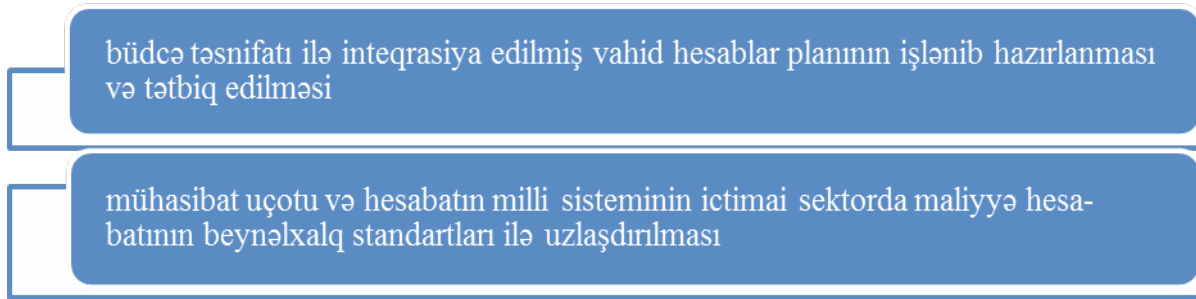 büdcə təsnifatı ilə inteqrasiya edilmiş vahid hesablar planının işlənib hazırlanması
və tətbiq edilməsi
mühasibat uçotu və hesabatın milli sisteminin ictimai sektorda maliyyə hesa-
batının beynəlxalq standartları ilə uzlaşdırılması